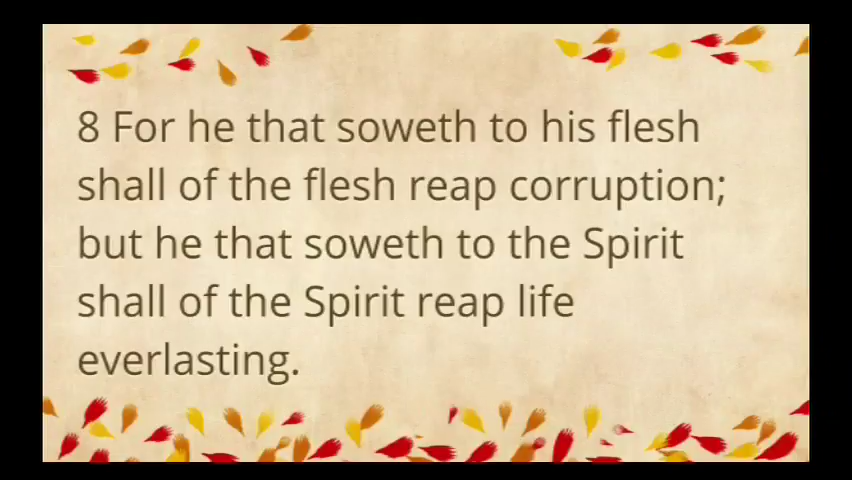 8 For he that soweth to his flesh
shall of the flesh reap corruption;
but he that soweth to the Spirit
shall of the Spirit reap life
everlasting.